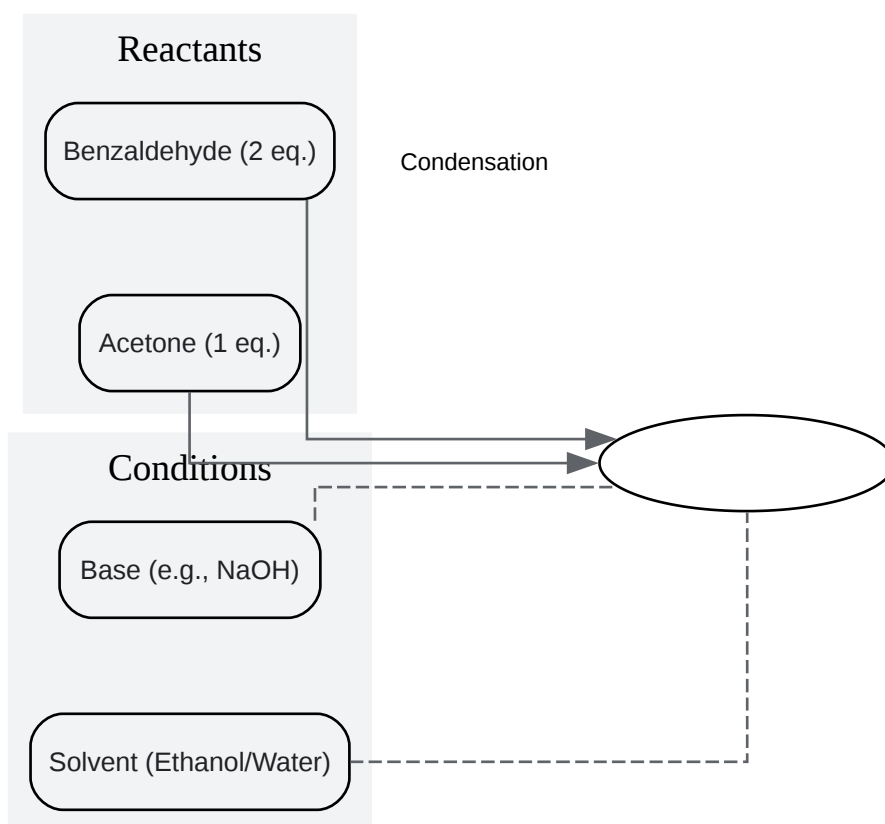 Reactants
Benzaldehyde (2 eq.)
Condensation
Acetone (1 eq.)
Conditions
Base (e.g., NaOH)
Solvent (Ethanol/Water)